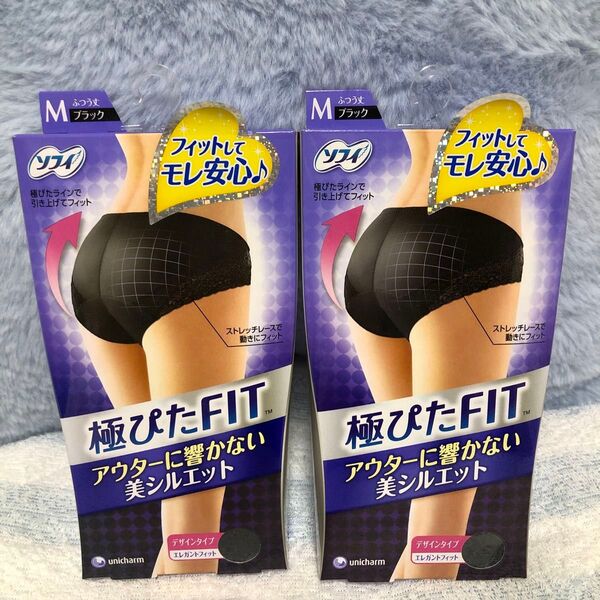 M
ふつう丈
ブラック
ソフィ
フィットして
モレ安心♪
極ぴたラインで
引き上げてフィット
ストレッチレースで
動きにフィット
極ぴたFIT™
アウターに響かない
美シルエット
デザインタイプ
エレガントフィット
unicharm
M
ふつう丈
ブラック
ソフィ
フィットして
モレ安心♪
極ぴたラインで
引き上げてフィット
ストレッチレースで
動きにフィット
極ぴたFIT™
アウターに響かない
美シルエット
デザインタイプ
エレガントフィット
unicharm